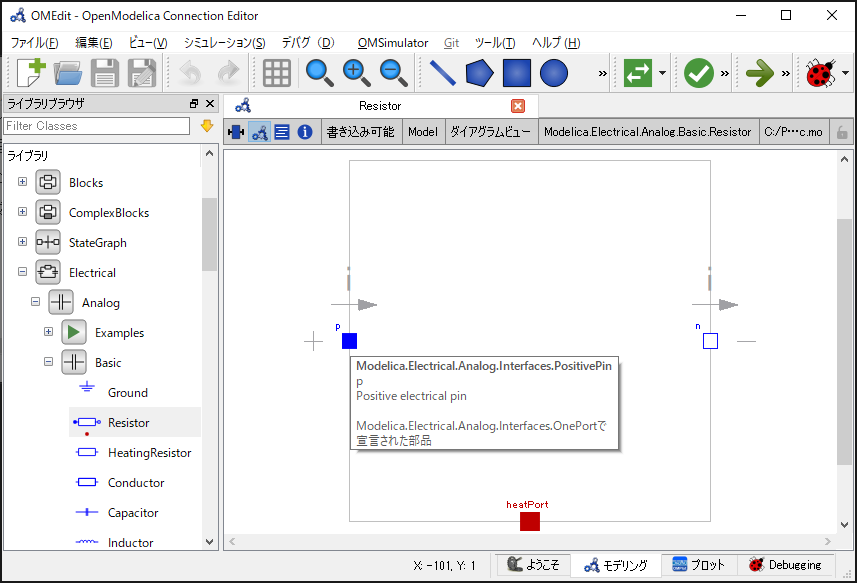 OMEdit - OpenModelica Connection Editor
ファイル(F) 編集(E) ビュー(V) シミュレーション(S) デバグ (D) OMSimulator Git ツール(T) ヘルプ (H)
ライブラリブラウザ
Resistor
Filter Classes
書き込み可能 Model ダイアグラムビュー Modelica.Electrical.Analog.Basic.Resistor C:/P⋯c.mo
ライブラリ
Blocks
ComplexBlocks
StateGraph
Electrical
Analog
Examples
Basic
Ground
Resistor
HeatingResistor
Conductor
Capacitor
Inductor
i
i
p
n
Modelica.Electrical.Analog.Interfaces.PositivePin
p
Positive electrical pin
Modelica.Electrical.Analog.Interfaces.OnePortで
宣言された部品
heatPort
X: -101, Y: 1 ようこそ モデリング プロット Debugging